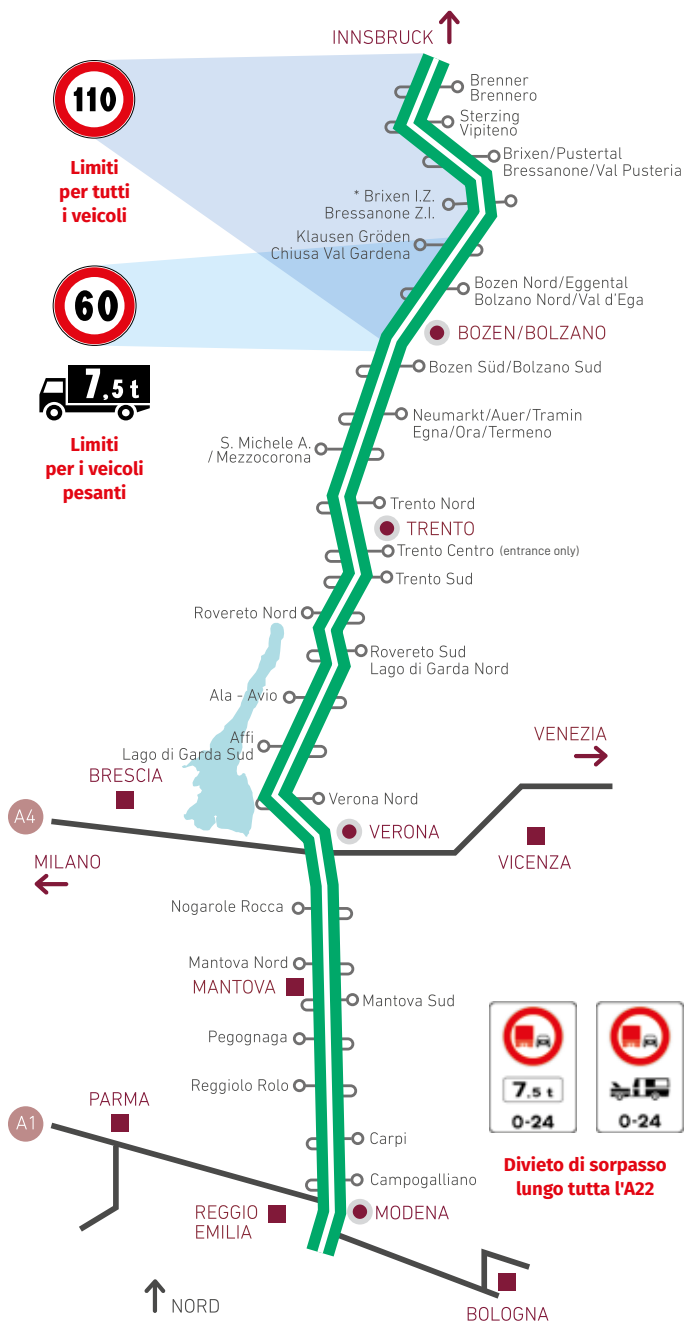 INNSBRUCK
110
Limiti
per tutti
i veicoli
Brenner
Brennero
Sterzing
Vipiteno
Brixen/Pustertal
Bressanone/Val Pusteria
* Brixen I.Z.
Bressanone Z.I.
Klausen Gröden
Chiusa Val Gardena
60
7,5 t
Limiti
per i veicoli
pesanti
Bozen Nord/Eggental
Bolzano Nord/Val d'Ega
BOZEN/BOLZANO
Bozen Süd/Bolzano Sud
Neumarkt/Auer/Tramin
Egna/Ora/Termeno
S. Michele A.
/Mezzocorona
Trento Nord
TRENTO
Trento Centro (entrance only)
Trento Sud
Rovereto Nord
Rovereto Sud
Lago di Garda Nord
Ala - Avio
Affi
Lago di Garda Sud
VENEZIA
BRESCIA
Verona Nord
A4
VERONA
MILANO
VICENZA
Nogarole Rocca
Mantova Nord
MANTOVA
Mantova Sud
Pegognaga
Reggiolo Rolo
7.5 t
0-24
0-24
Divieto di sorpasso
lungo tutta l'A22
PARMA
A1
Carpi
Campogalliano
REGGIO
EMILIA
MODENA
NORD
BOLOGNA